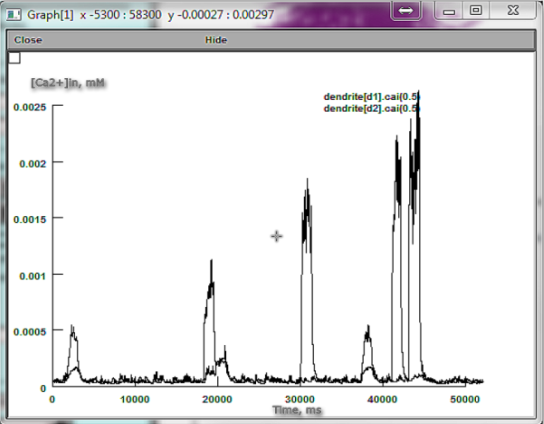 Graph[1] x -5300 : 58300 y -0.00027 : 0.00297
Close Hide
[Ca2+]in, mM
dendrite[d1].cai(0.5)
dendrite[d2].cai(0.5)
0.0025
0.002
0.0015
0.001
0.0005
0
0 10000 20000 30000 40000 50000
Time, ms